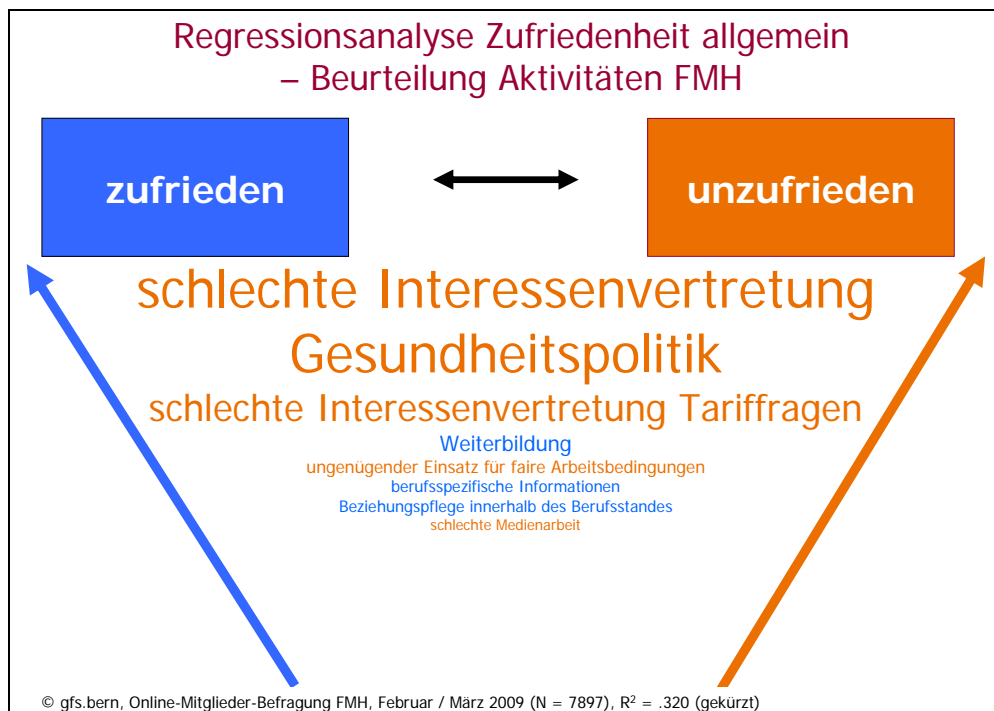 Regressionsanalyse Zufriedenheit allgemein
– Beurteilung Aktivitäten FMH
zufrieden
unzufrieden
schlechte Interessenvertretung
Gesundheitspolitik
schlechte Interessenvertretung Tariffragen
Weiterbildung
ungenügender Einsatz für faire Arbeitsbedingungen
berufsspezifische Informationen
Beziehungspflege innerhalb des Berufsstandes
schlechte Medienarbeit
© gfs.bern, Online-Mitglieder-Befragung FMH, Februar / März 2009 (N = 7897), R² = .320 (gekürzt)